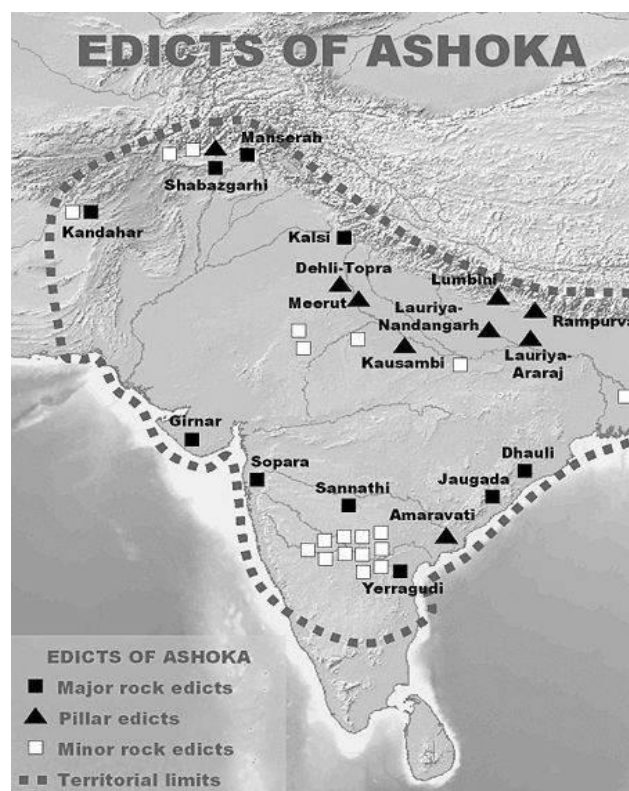 EDICTS OF ASHOKA
Manserah
Shabazgarhi
Kandahar
Kalsi
Dehli-Topra
Lumbini
Meerut
Lauriya-
Nandangarh
Rampurva
Kausambi
Lauriya-
Araraj
Girnar
Sopara
Dhauli
Sannathi
Jaugada
Amaravati
Yerragudi
EDICTS OF ASHOKA
Major rock edicts
Pillar edicts
Minor rock edicts
Territorial limits